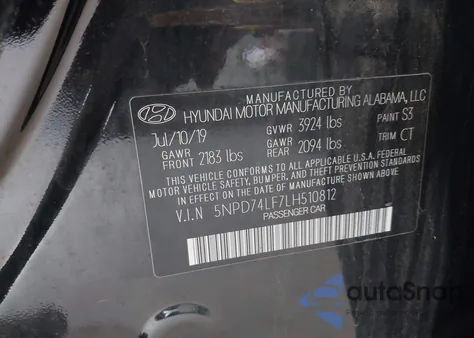 MANUFACTURED BY
HYUNDAI MOTOR MANUFACTURING ALABAMA, LLC
Jul/10/19 GVWR 3924 lbs PAINT S3
GAWR FRONT 2183 lbs GAWR REAR 2094 lbs TRIM CT
THIS VEHICLE CONFORMS TO ALL APPLICABLE U.S.A. FEDERAL
MOTOR VEHICLE SAFETY, BUMPER, AND THEFT PREVENTION
STANDARDS IN EFFECT ON THE DATE OF MANUFACTURE SHOWN ABOVE.
V.I.N 5NPD74LF7LH510812
PASSENGER CAR
autoSnap